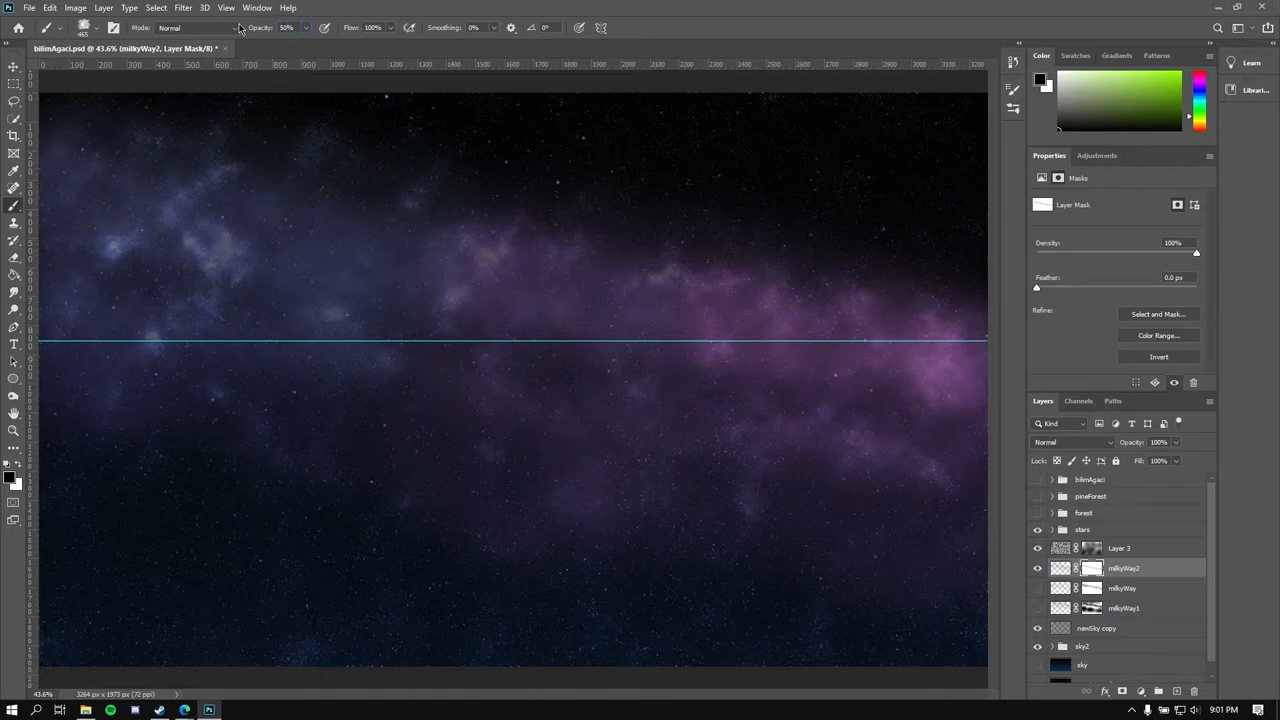 File Edit Image Layer Type Select Filter 3D View Window Help
465 Mode: Normal Opacity: 50% Flow: 100% Smoothing: 0% 0°
bilimAgaci.psd @ 43.6% (milkyWay2, Layer Mask/8) *
Color Swatches Gradients Patterns
Learn
Librari...
Properties Adjustments
Masks
Layer Mask
Density: 100%
Feather: 0.0 px
Refine: Select and Mask...
Color Range...
Invert
Layers Channels Paths
Kind
Normal Opacity: 100%
Lock: Fill: 100%
bilimAgaci
pineForest
forest
stars
Layer 3
milkyWay2
milkyWay
milkyWay1
newSky copy
sky2
sky
43.6% 3264 px x 1973 px (72 ppi)
9:01 PM